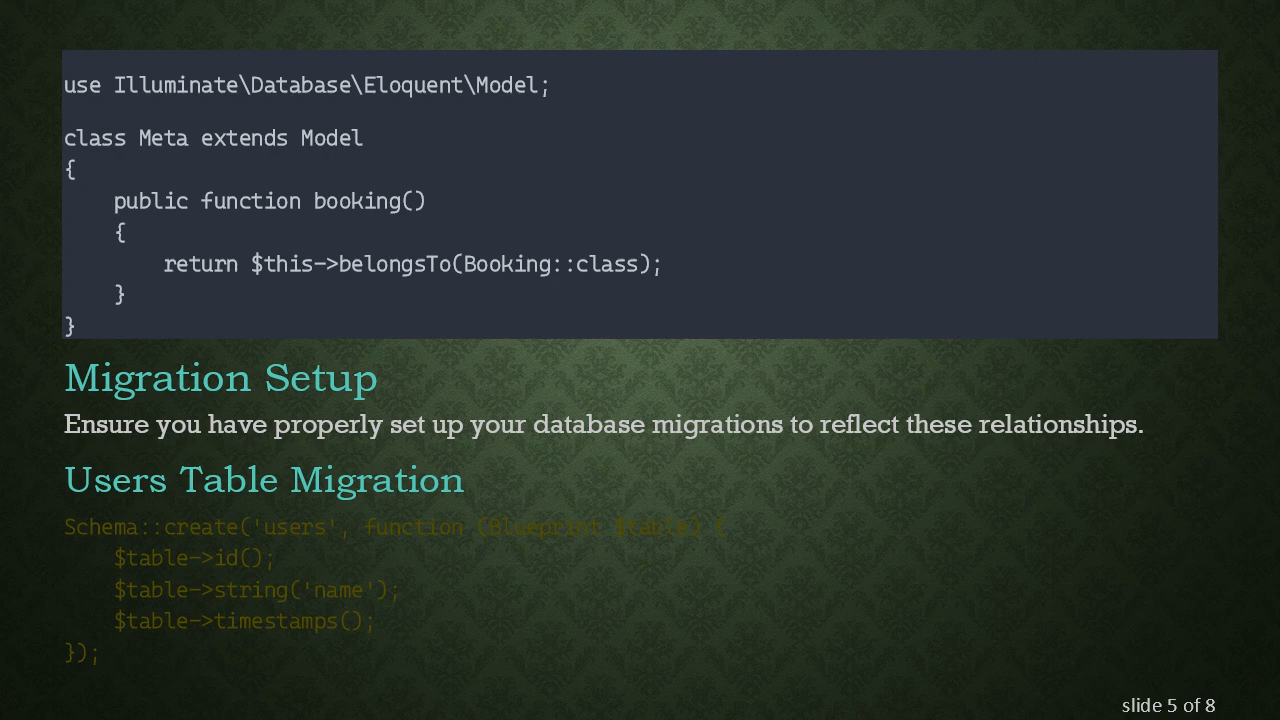 use Illuminate\Database\Eloquent\Model;
class Meta extends Model
{
    public function booking()
    {
        return $this->belongsTo(Booking::class);
    }
}
Migration Setup
Ensure you have properly set up your database migrations to reflect these relationships.
Users Table Migration
Schema::create('users', function (Blueprint $table) {
    $table->id();
    $table->string('name');
    $table->timestamps();
});
slide 5 of 8